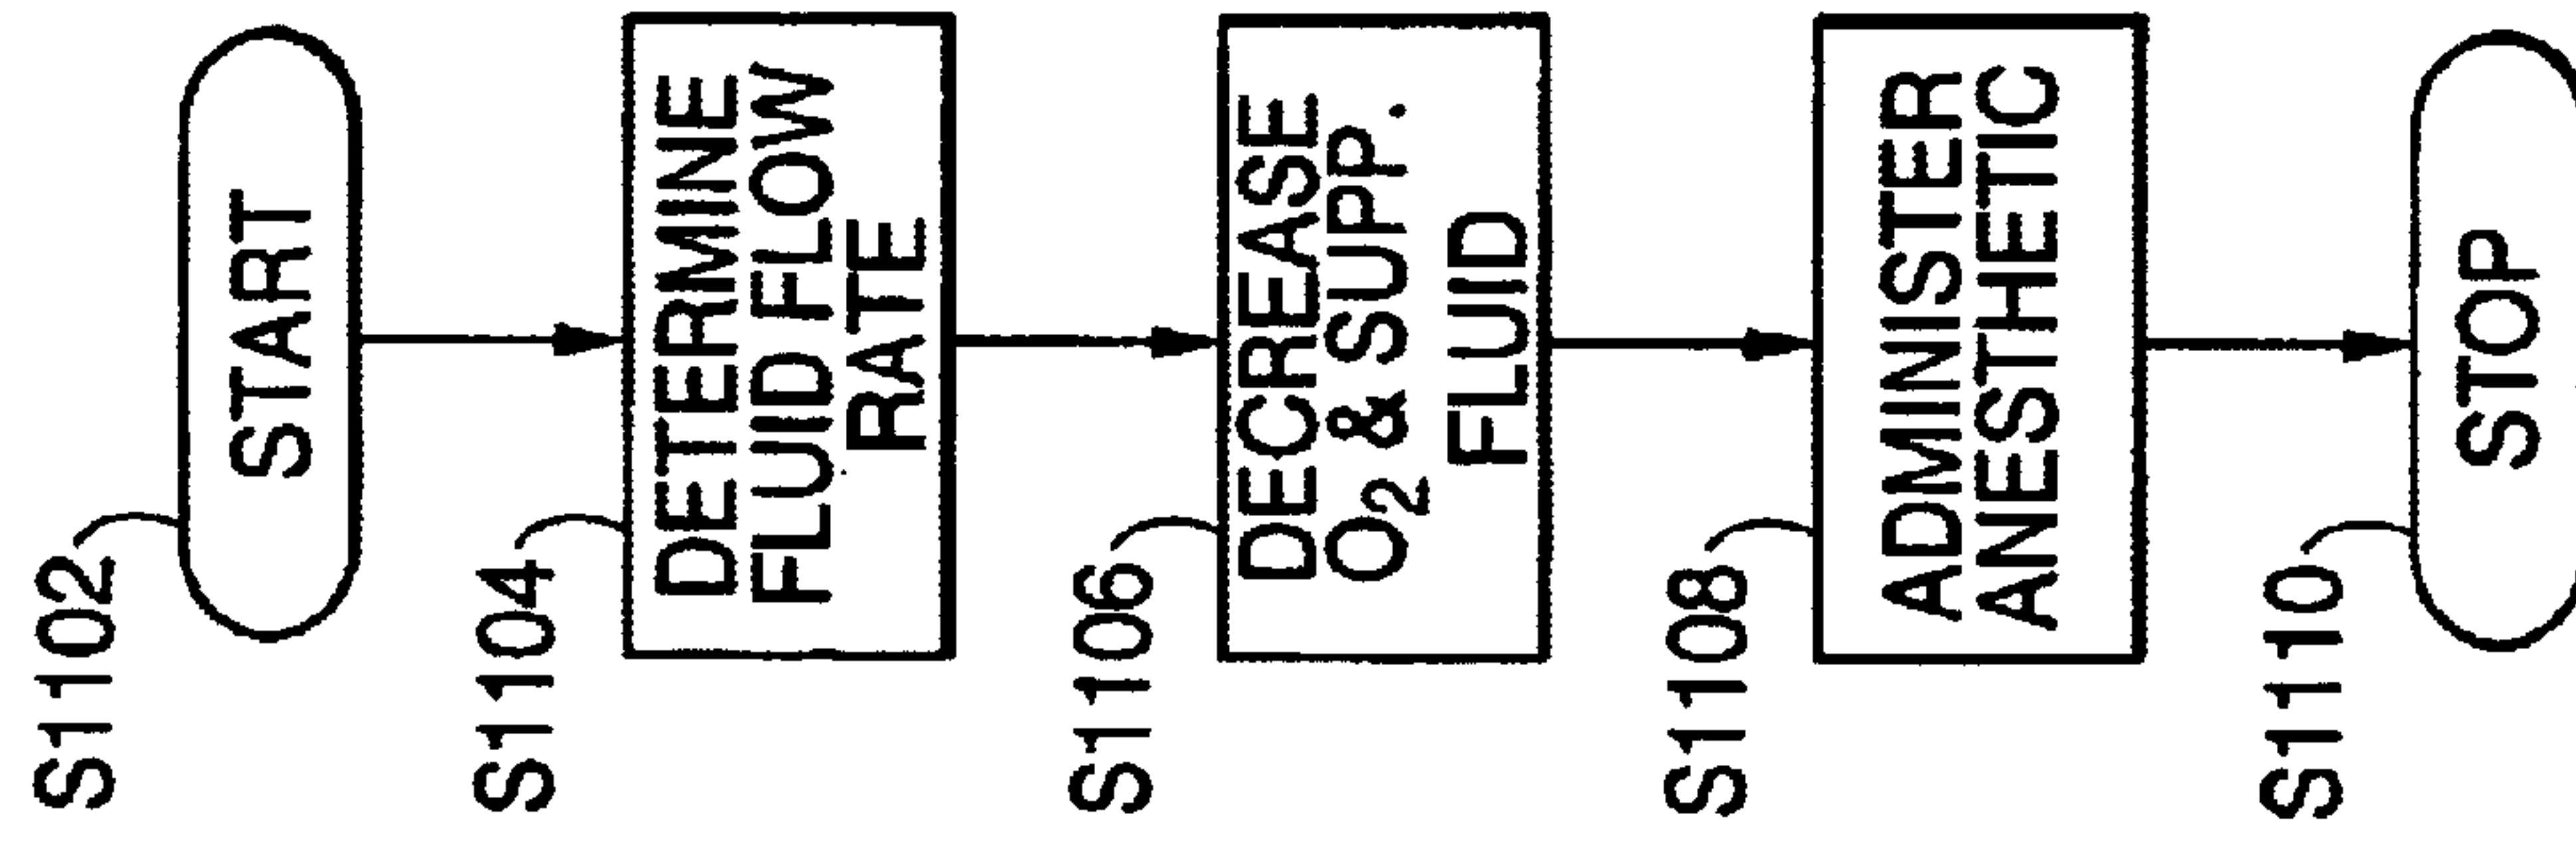 S1102
START
S1104
DETERMINE
FLUID FLOW
RATE
S1106
DECREASE
O₂ & SUPP.
FLUID
S1108
ADMINISTER
ANESTHETIC
S1110
STOP